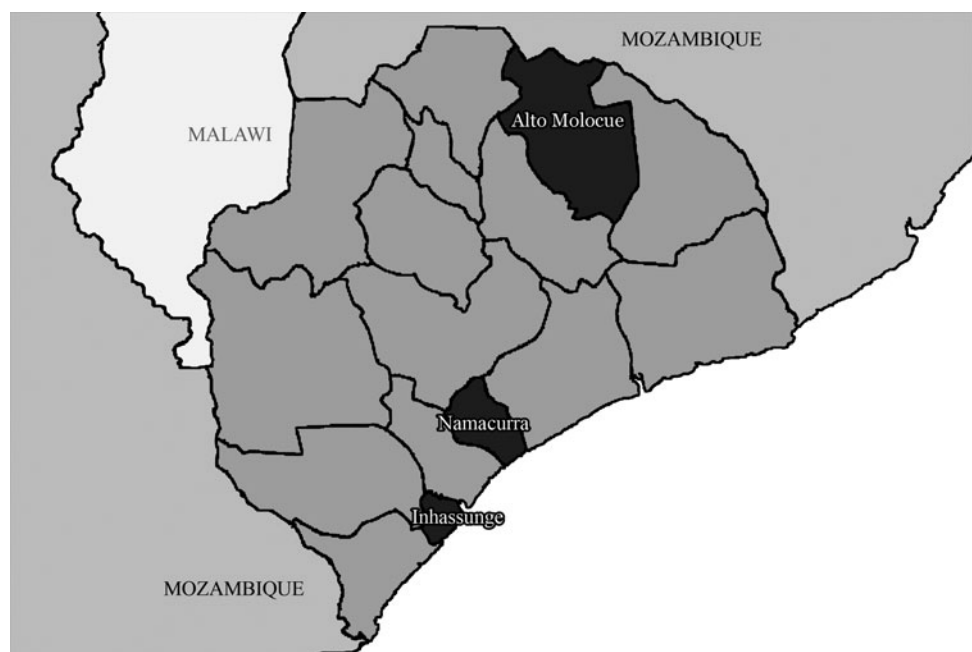 MOZAMBIQUE
Alto Molocue
MALAWI
Namacurra
Inhassunge
MOZAMBIQUE